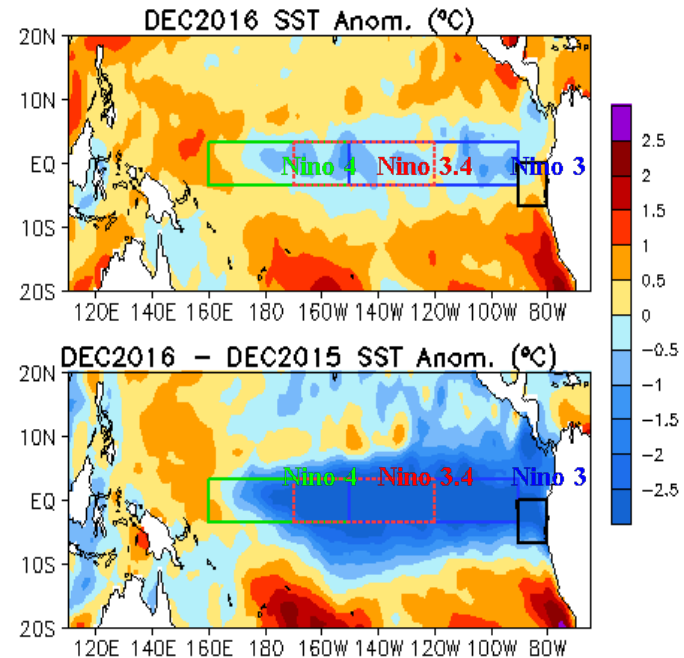 DEC2016 SST Anom. (ºC)
20N
10N
EQ
10S
20S
Nino 4
Nino 3.4
Nino 3
120E 140E 160E 180 160W 140W 120W 100W 80W
2.5
2
1.5
1
0.5
0
-0.5
-1
-1.5
-2
-2.5
DEC2016 - DEC2015 SST Anom. (ºC)
20N
10N
EQ
10S
20S
Nino 4
Nino 3.4
Nino 3
120E 140E 160E 180 160W 140W 120W 100W 80W